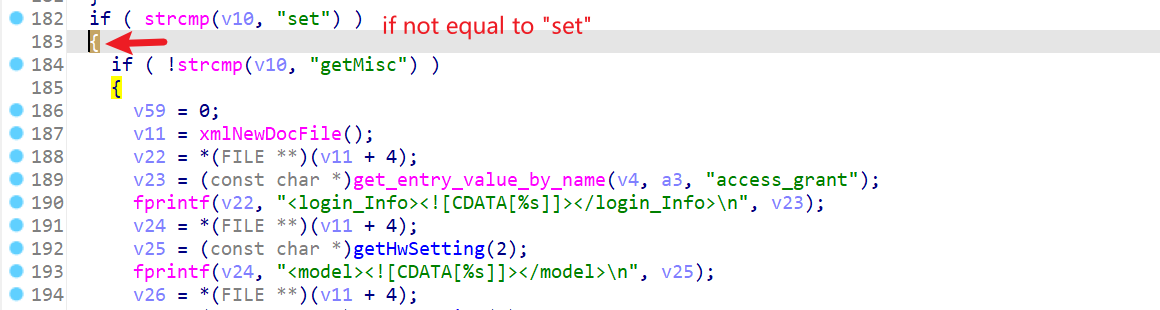 182 if ( strcmp(v10, "set") ) if not equal to "set"
183 {
184 if ( !strcmp(v10, "getMisc") )
185 {
186 v59 = 0;
187 v11 = xmlNewDocFile();
188 v22 = *(FILE **)(v11 + 4);
189 v23 = (const char *)get_entry_value_by_name(v4, a3, "access_grant");
190 fprintf(v22, "<login_Info><![CDATA[%s]]></login_Info>\n", v23);
191 v24 = *(FILE **)(v11 + 4);
192 v25 = (const char *)getHwSetting(2);
193 fprintf(v24, "<model><![CDATA[%s]]></model>\n", v25);
194 v26 = *(FILE **)(v11 + 4);